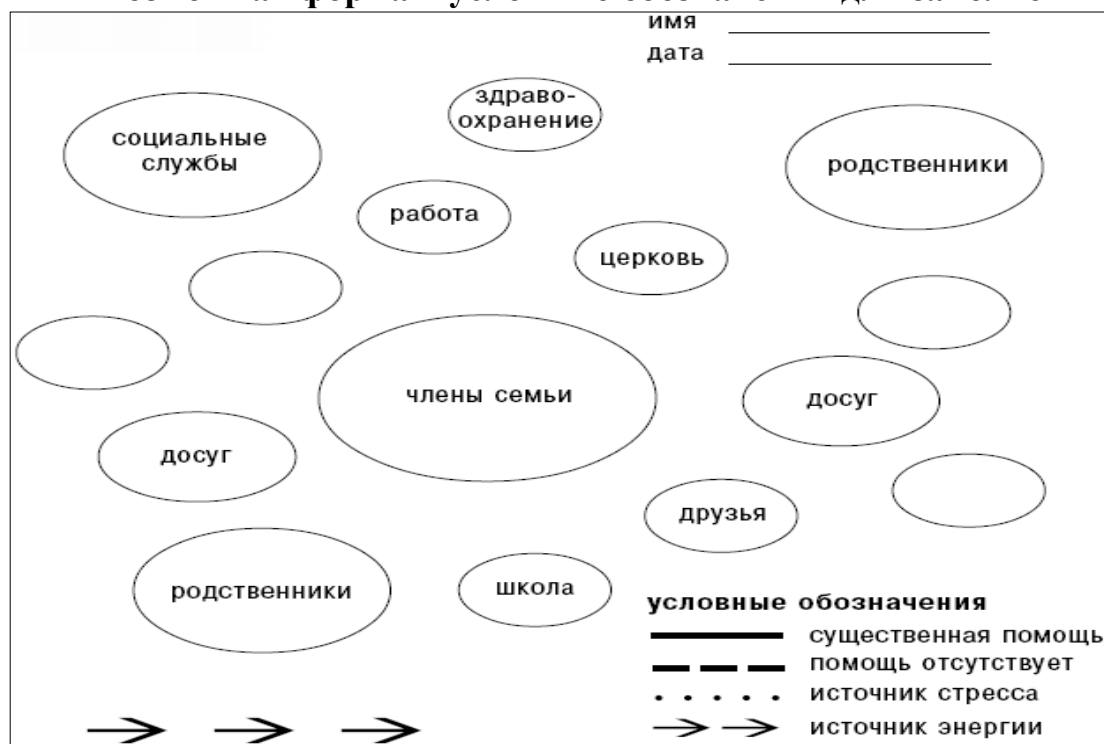 имя
дата
здраво-
охранение
социальные
службы
родственники
работа
церковь
члены семьи
досуг
досуг
друзья
родственники
школа
условные обозначения
существенная помощь
помощь отсутствует
источник стресса
источник энергии